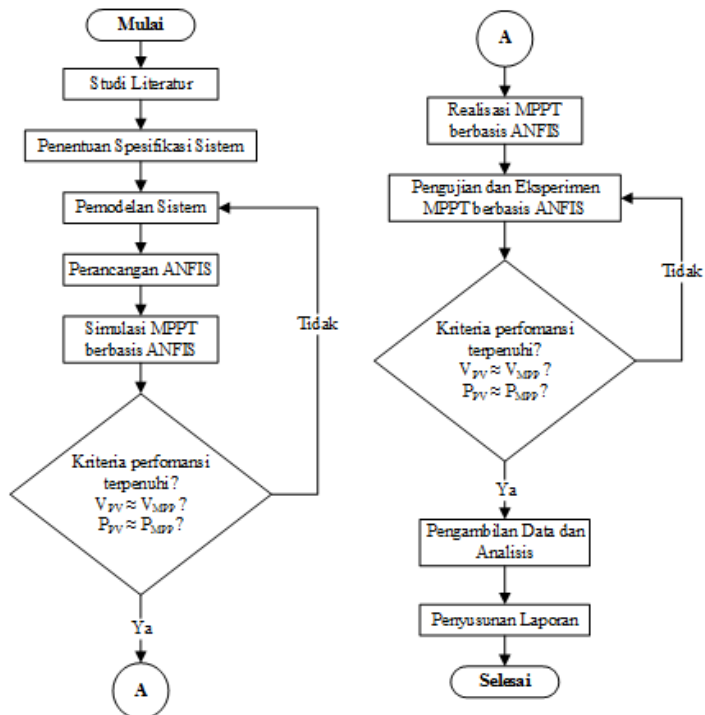 Mulai
Studi Literatur
Penentuan Spesifikasi Sistem
Pemodelan Sistem
Perancangan ANFIS
Simulasi MPPT
berbasis ANFIS
Tidak
Kriteria perfomansi
terpenuhi?
V_PV ≈ V_MPP ?
P_PV ≈ P_MPP ?
Ya
A
A
Realisasi MPPT
berbasis ANFIS
Pengujian dan Eksperimen
MPPT berbasis ANFIS
Tidak
Kriteria perfomansi
terpenuhi?
V_PV ≈ V_MPP ?
P_PV ≈ P_MPP ?
Ya
Pengambilan Data dan
Analisis
Penyusunan Laporan
Selesai